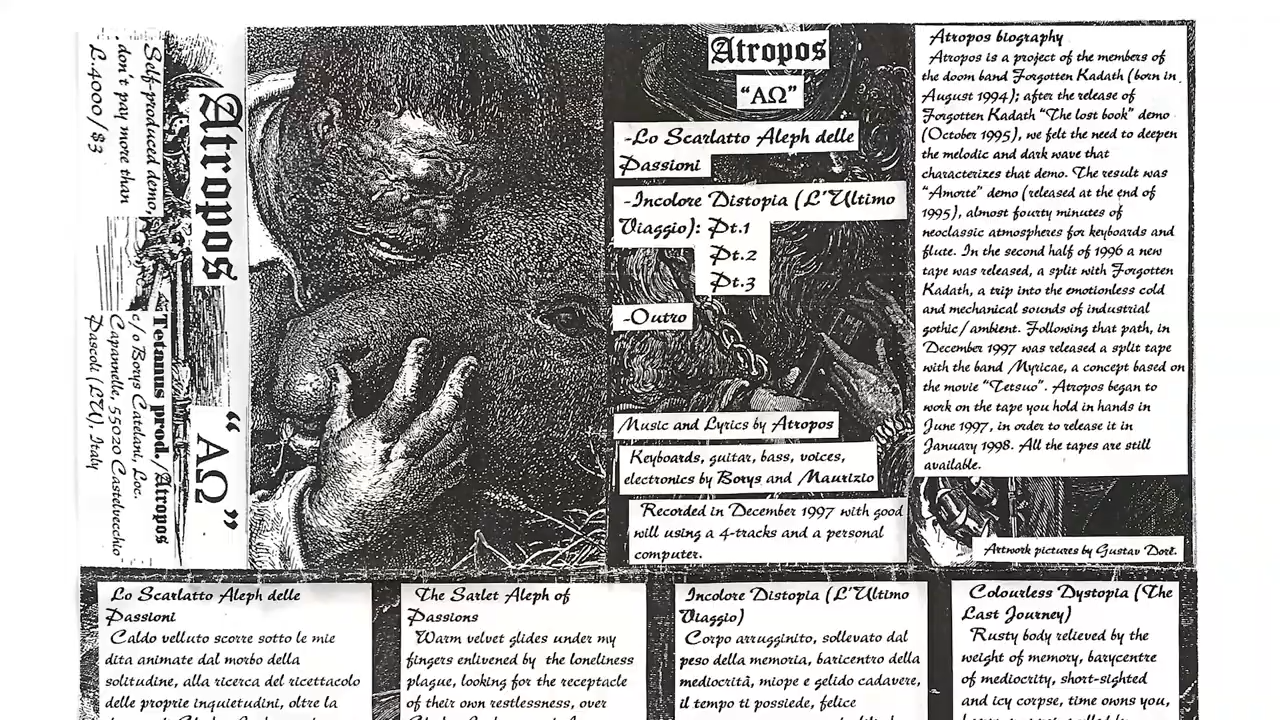 Self-produced demo,
don't pay more than
L.4000/$3
Atropos
"ΑΩ"
Tetanus prod./Atropos
c/o Borys Catelani, Loc.
Capannelle, 55020 Castelvecchio
Pascoli (LU), Italy
Atropos
"ΑΩ"
-Lo Scarlatto Aleph delle
Passioni
-Incolore Distopia (L'Ultimo
Viaggio): Pt.1
Pt.2
Pt.3
-Outro
Music and Lyrics by Atropos
Keyboards, guitar, bass, voices,
electronics by Borys and Maurizio
Recorded in December 1997 with good
will using a 4-tracks and a personal
computer.
Atropos biography
Atropos is a project of the members of
the doom band Forgotten Kadath (born in
August 1994); after the release of
Forgotten Kadath "The lost book" demo
(October 1995), we felt the need to deepen
the melodic and dark wave that
characterizes that demo. The result was
"Amorte" demo (released at the end of
1995), almost fourty minutes of
neoclassic atmospheres for keyboards and
flute. In the second half of 1996 a new
tape was released, a split with Forgotten
Kadath, a trip into the emotionless cold
and mechanical sounds of industrial
gothic/ambient. Following that path, in
December 1997 was released a split tape
with the band Myricae, a concept based on
the movie "Tetsuo". Atropos began to
work on the tape you hold in hands in
June 1997, in order to release it in
January 1998. All the tapes are still
available.
Artwork pictures by Gustav Dorè.
Lo Scarlatto Aleph delle
Passioni
Caldo velluto scorre sotto le mie
dita animate dal morbo della
solitudine, alla ricerca del ricettacolo
delle proprie inquietudini, oltre la
The Sarlet Aleph of
Passions
Warm velvet glides under my
fingers enlivened by the loneliness
plague, looking for the receptacle
of their own restlessness, over
Incolore Distopia (L'Ultimo
Viaggio)
Corpo arrugginito, sollevato dal
peso della memoria, baricentro della
mediocrità, miope e gelido cadavere,
il tempo ti possiede, felice
Colourless Dystopia (The
Last Journey)
Rusty body relieved by the
weight of memory, barycentre
of mediocrity, short-sighted
and icy corpse, time owns you,